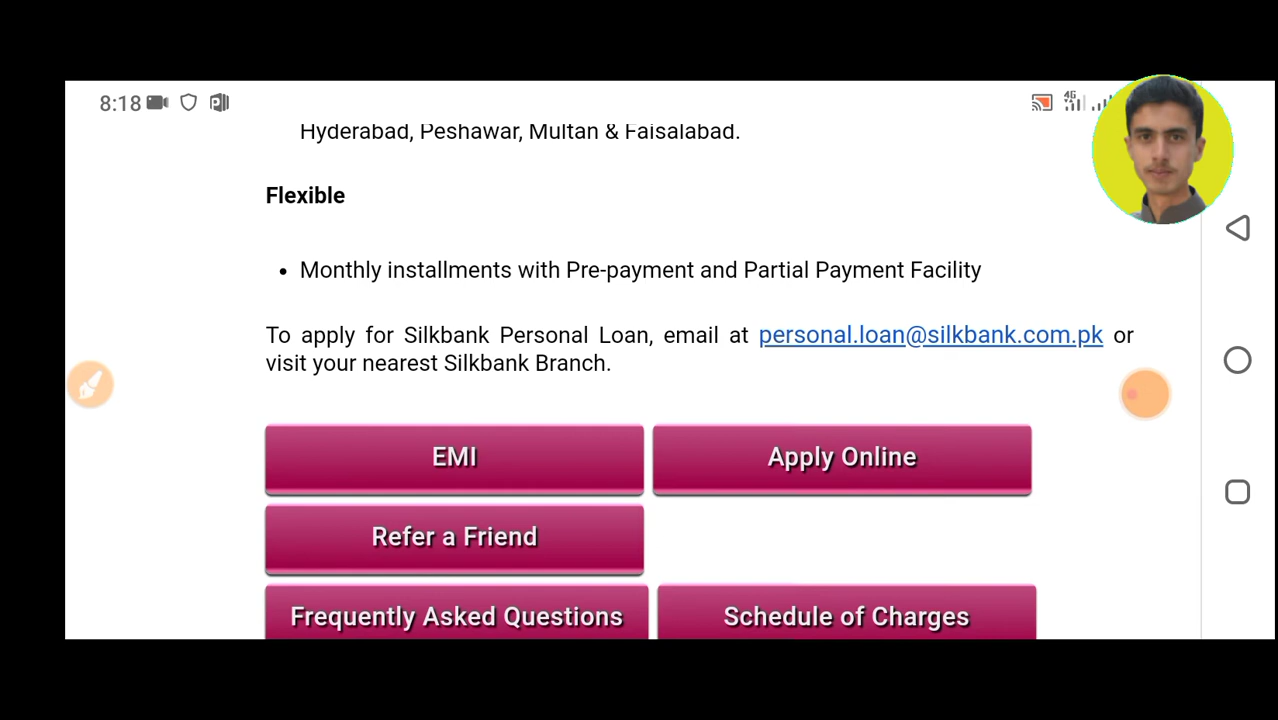 8:18
4G
Hyderabad, Peshawar, Multan & Faisalabad.
Flexible
• Monthly installments with Pre-payment and Partial Payment Facility
To apply for Silkbank Personal Loan, email at personal.loan@silkbank.com.pk or
visit your nearest Silkbank Branch.
EMI
Apply Online
Refer a Friend
Frequently Asked Questions
Schedule of Charges